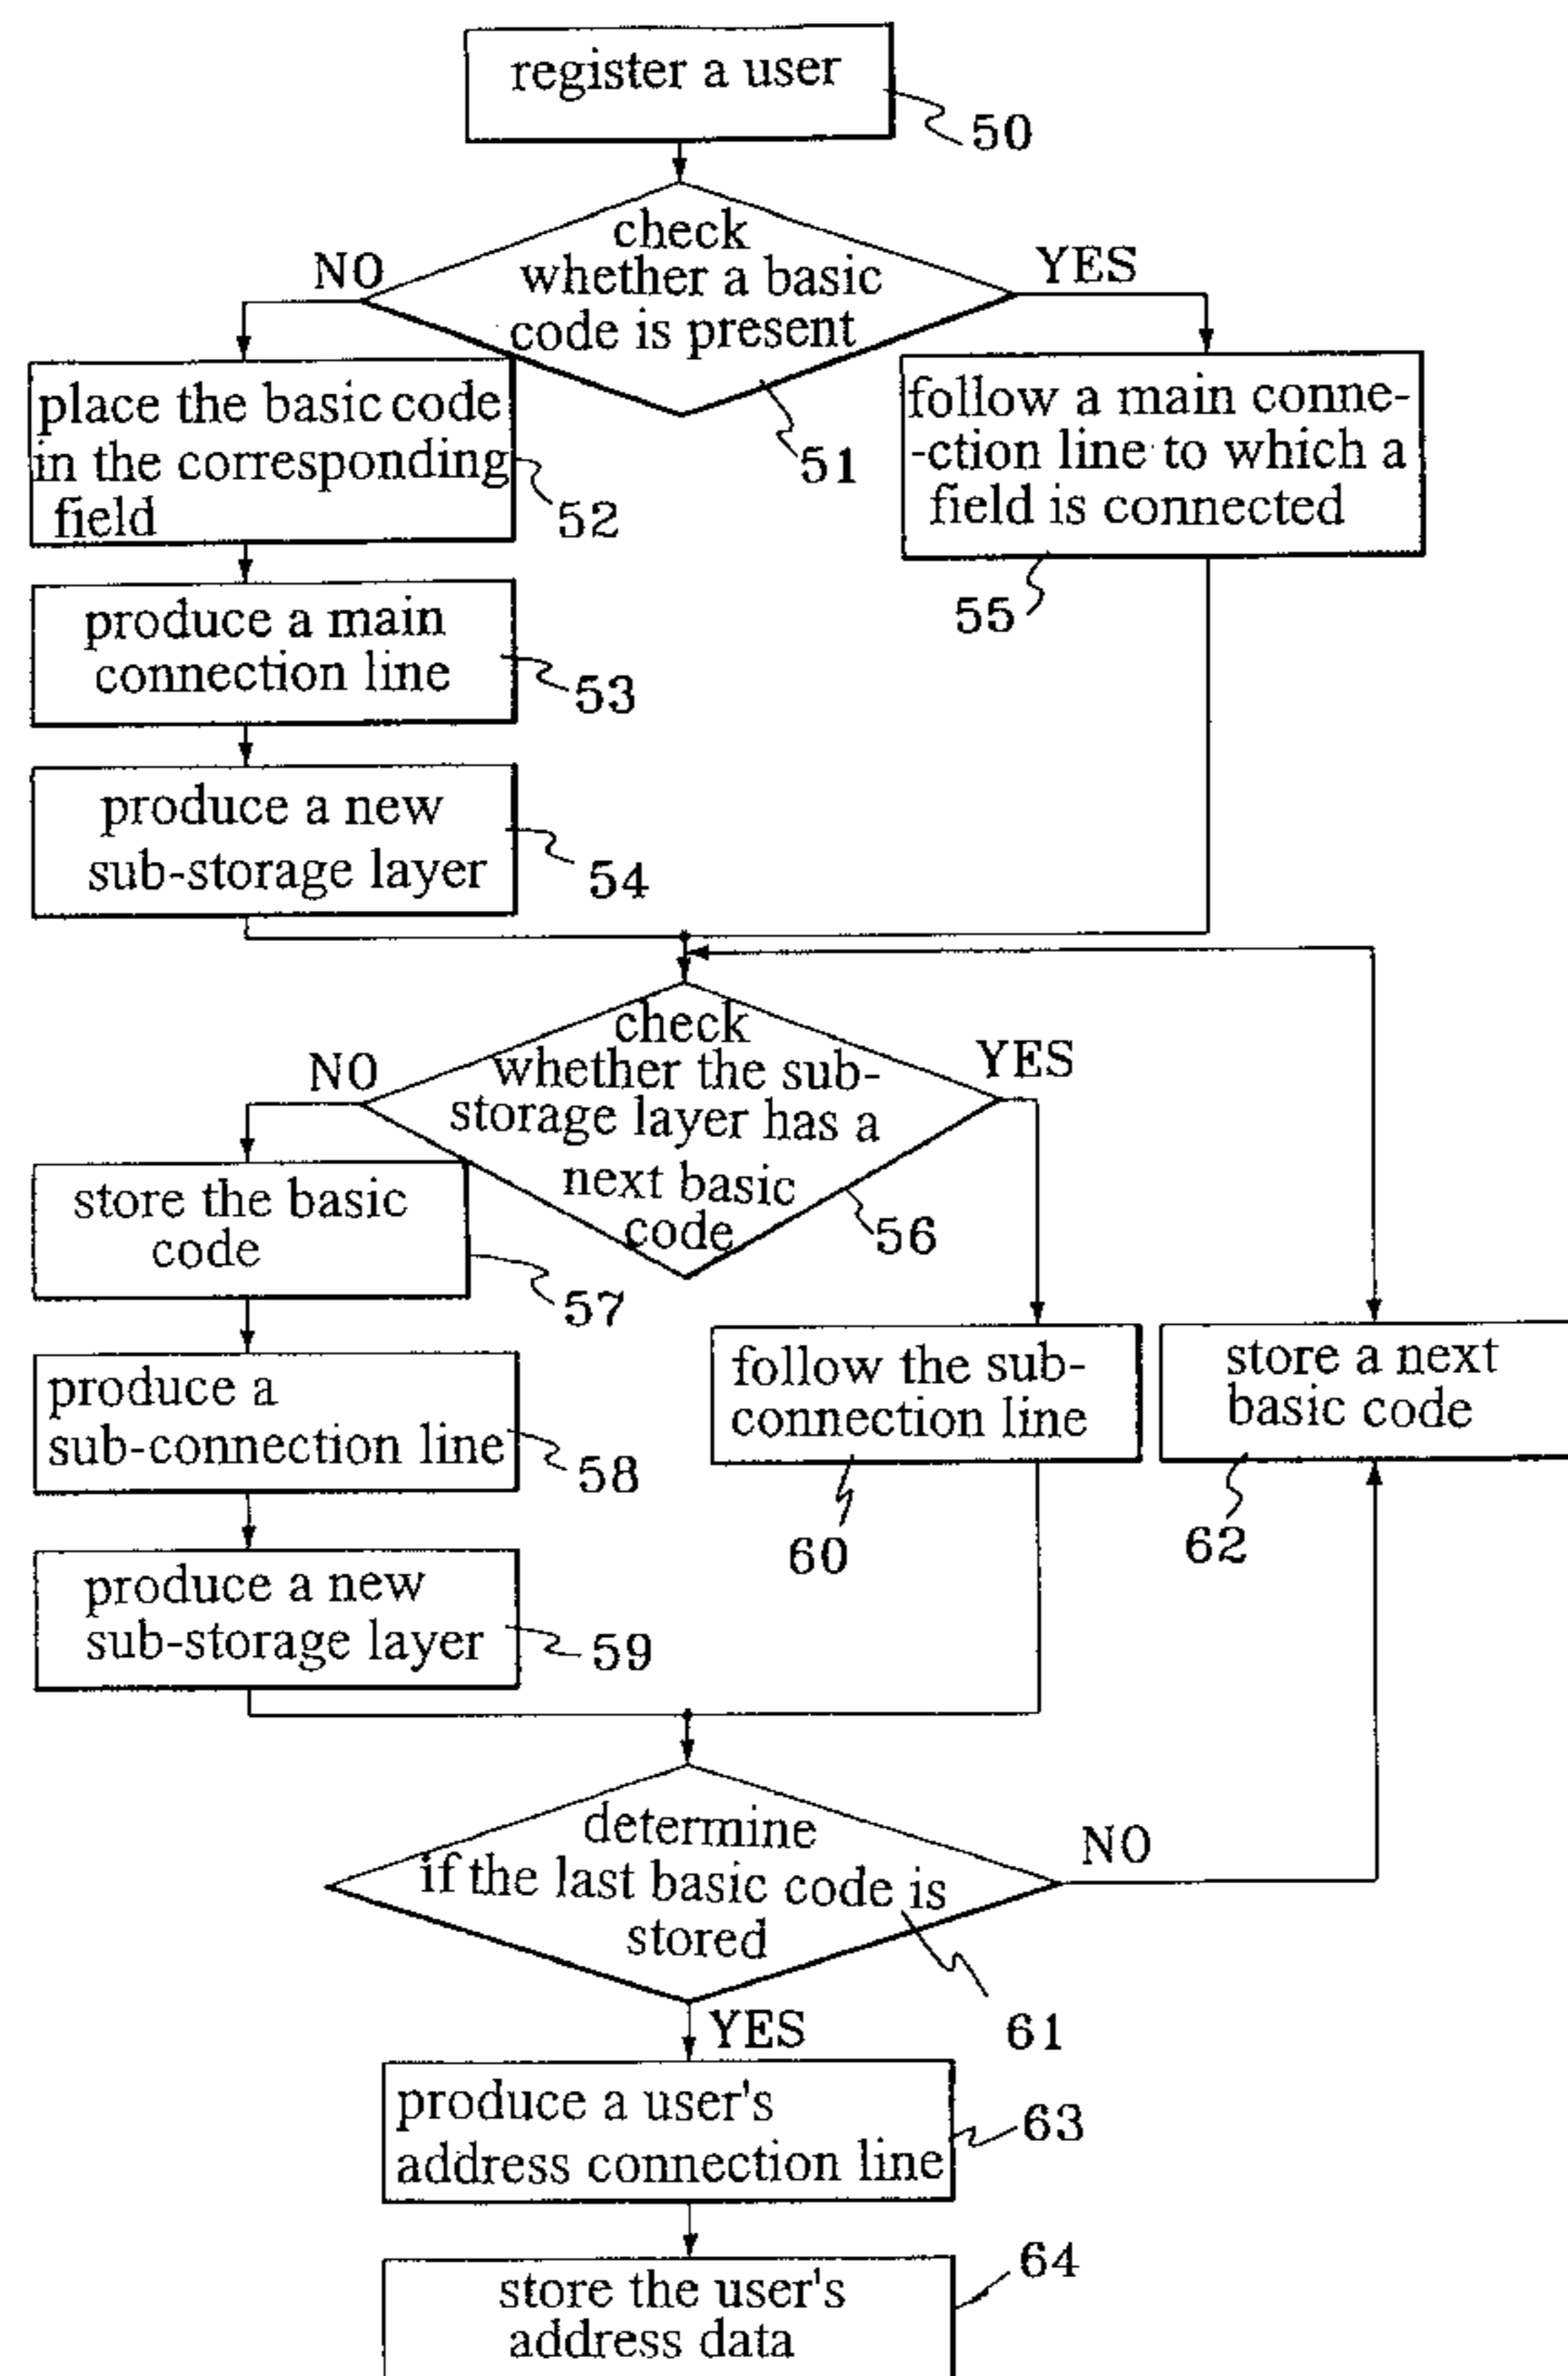 register a user
50
check
whether a basic
code is present
NO
YES
51
place the basic code
in the corresponding
field
52
follow a main conne-
-ction line to which a
field is connected
55
produce a main
connection line
53
produce a new
sub-storage layer
54
check
whether the sub-
storage layer has a
next basic
code
NO
YES
56
store the basic
code
57
produce a
sub-connection line
58
follow the sub-
connection line
60
store a next
basic code
62
produce a new
sub-storage layer
59
determine
if the last basic code is
stored
NO
61
YES
produce a user's
address connection line
63
store the user's
address data
64